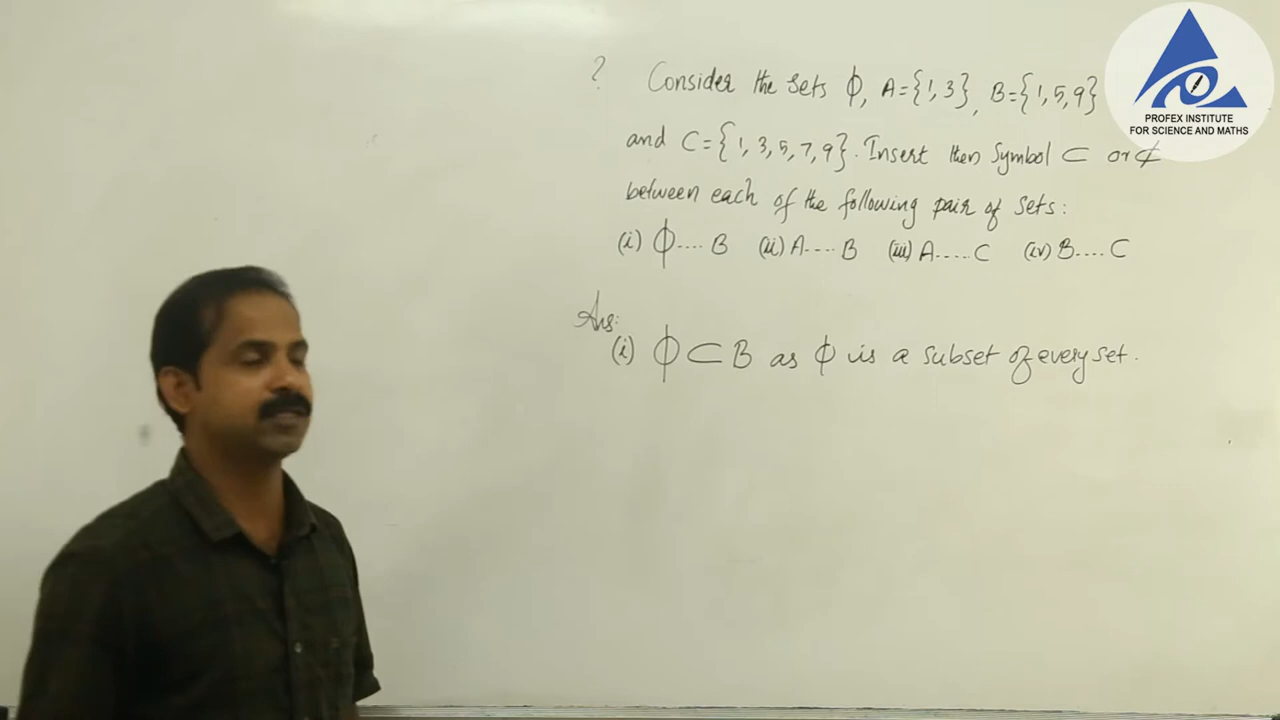 ? Consider the sets ϕ, A={1,3}, B={1,5,9}
and C={1,3,5,7,9}. Insert then Symbol ⊂ or ⊄
between each of the following pair of sets:
(i) ϕ.... B (ii) A.... B (iii) A..... C (iv) B.... C
Ans:
(i) ϕ ⊂ B as ϕ is a subset of every set.
PROFEX INSTITUTE
FOR SCIENCE AND MATHS